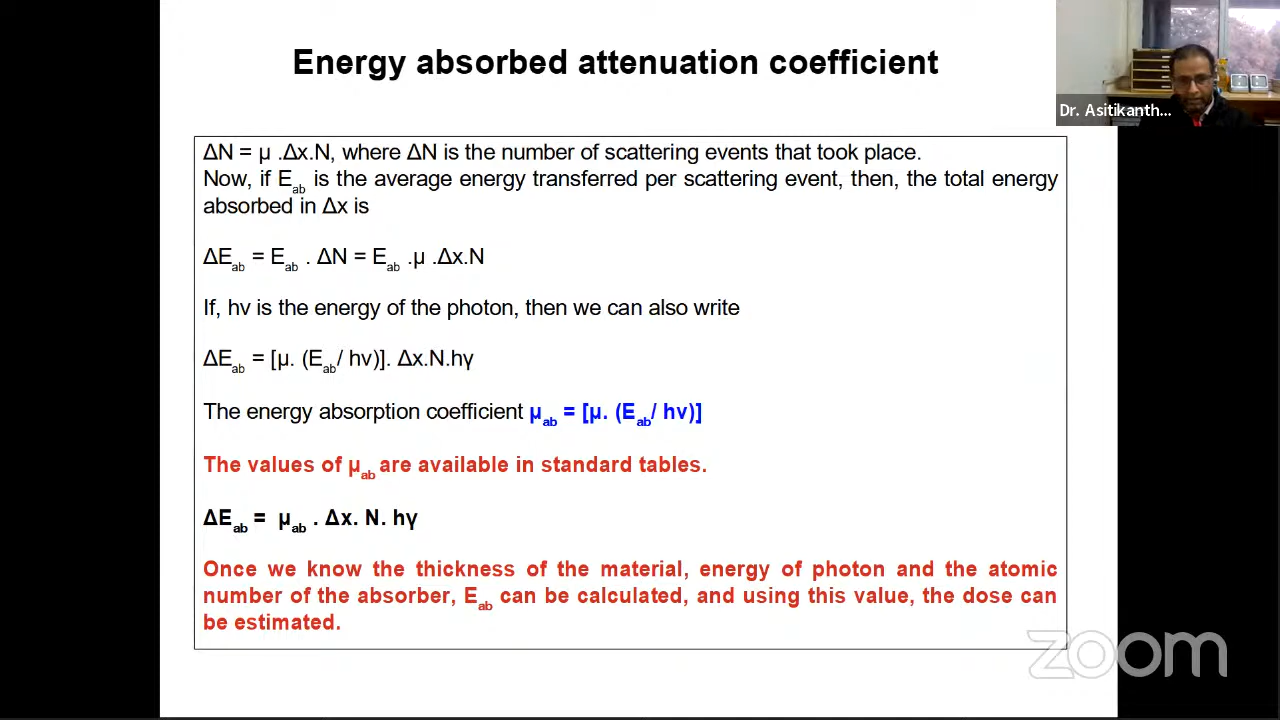 Energy absorbed attenuation coefficient
Dr. Asitikanth...
ΔN = μ .Δx.N, where ΔN is the number of scattering events that took place.
Now, if Eab is the average energy transferred per scattering event, then, the total energy
absorbed in Δx is
ΔEab = Eab . ΔN = Eab .μ .Δx.N
If, hν is the energy of the photon, then we can also write
ΔEab = [μ. (Eab/ hν)]. Δx.N.hγ
The energy absorption coefficient μab = [μ. (Eab/ hν)]
The values of μab are available in standard tables.
ΔEab = μab . Δx. N. hγ
Once we know the thickness of the material, energy of photon and the atomic
number of the absorber, Eab can be calculated, and using this value, the dose can
be estimated.
zoom